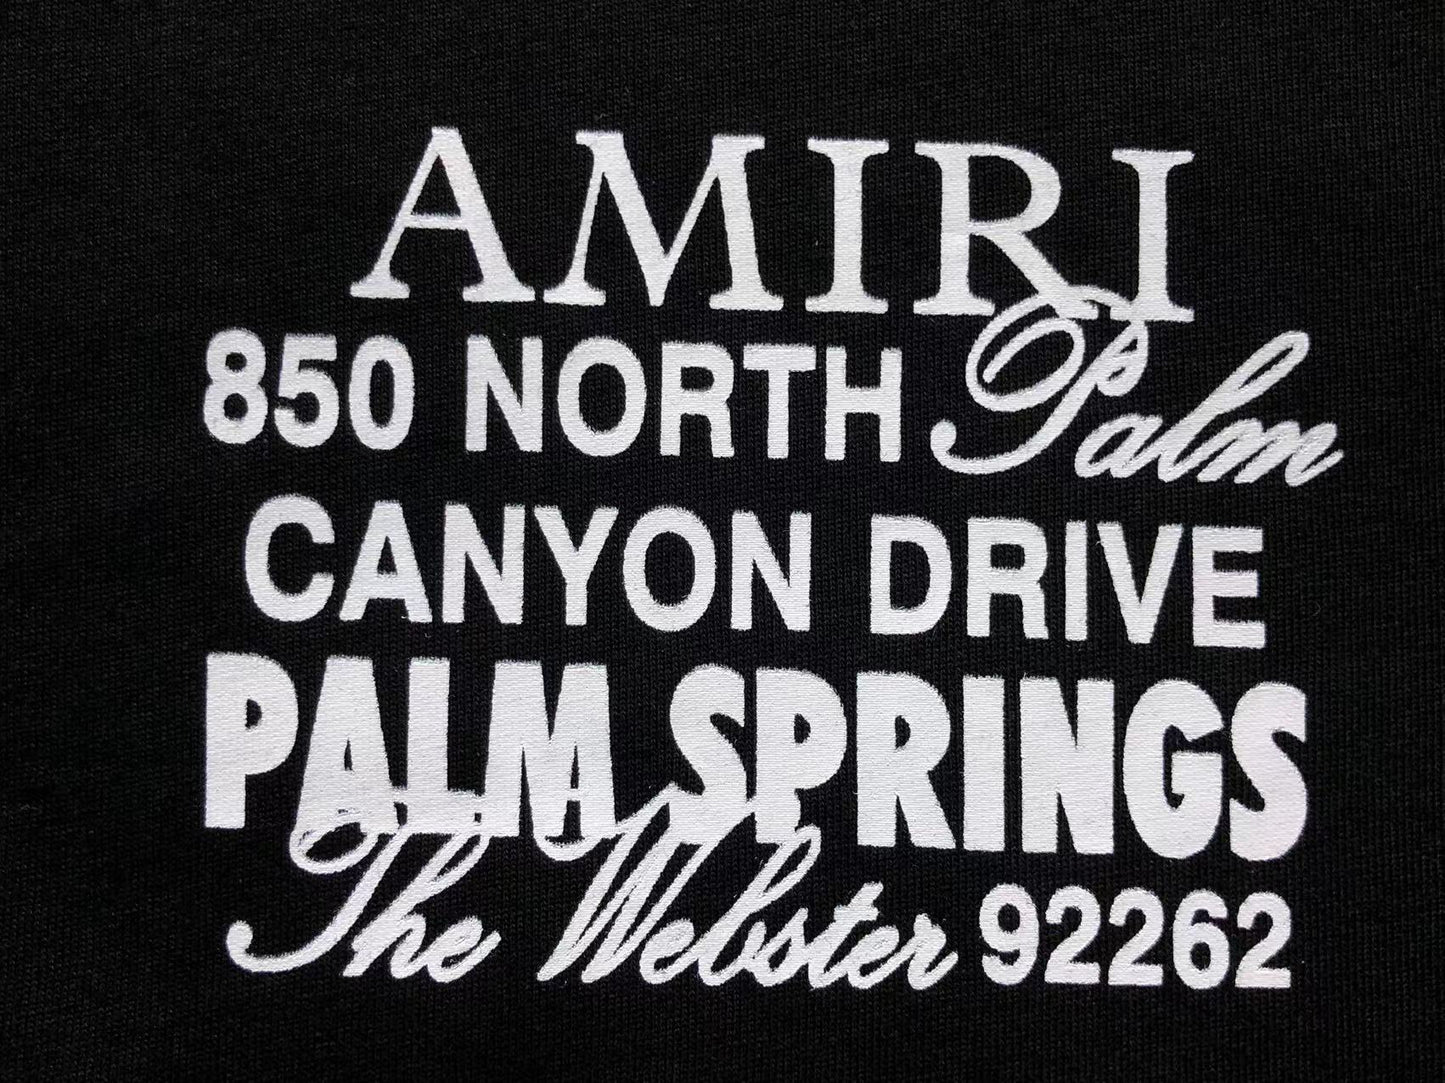 AMIRI
850 NORTH Palm
CANYON DRIVE
PALM SPRINGS
The Webster 92262